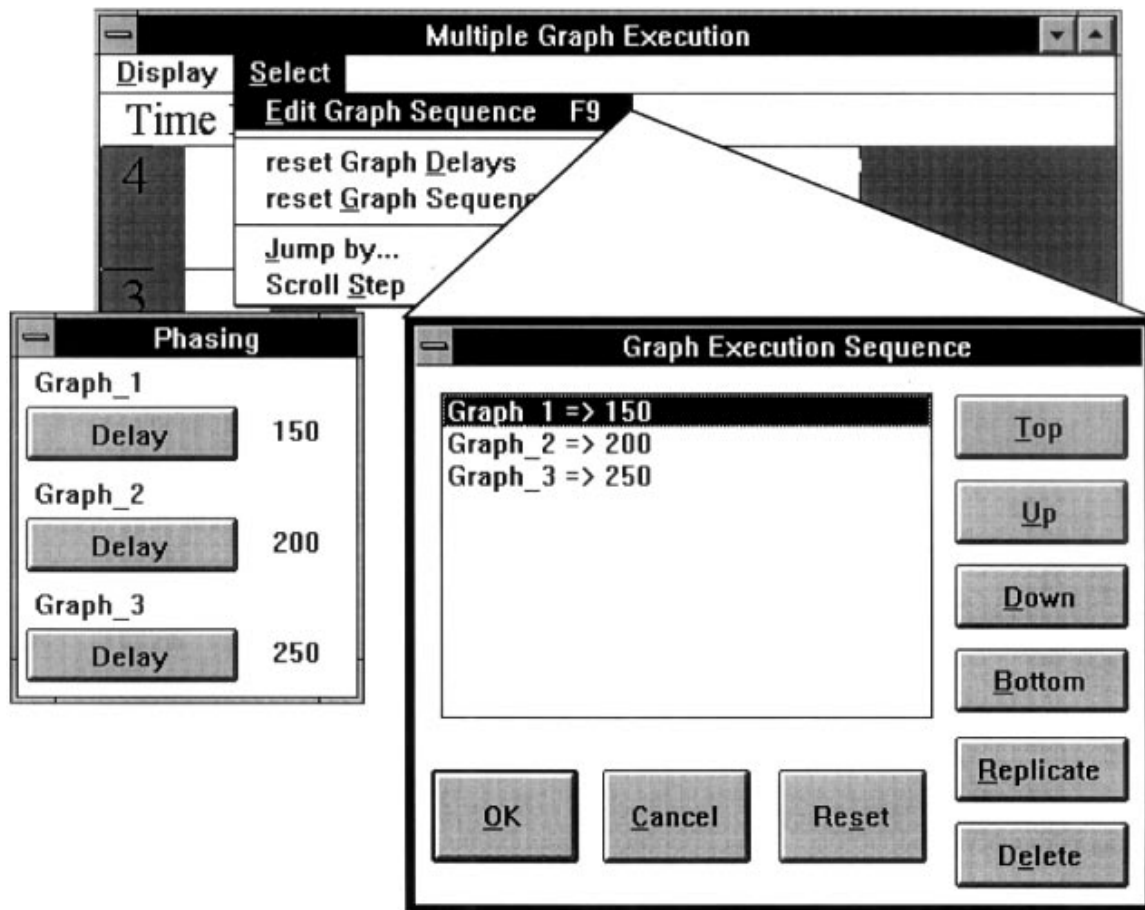 Multiple Graph Execution
Display Select
Time
Edit Graph Sequence F9
reset Graph Delays
reset Graph
Jump by...
Scroll Step
4
3
Phasing
Graph_1
Delay 150
Graph_2
Delay 200
Graph_3
Delay 250
Graph Execution Sequence
Graph_1 => 150
Graph_2 => 200
Graph_3 => 250
Top
Up
Down
Bottom
Replicate
Delete
OK Cancel Reset